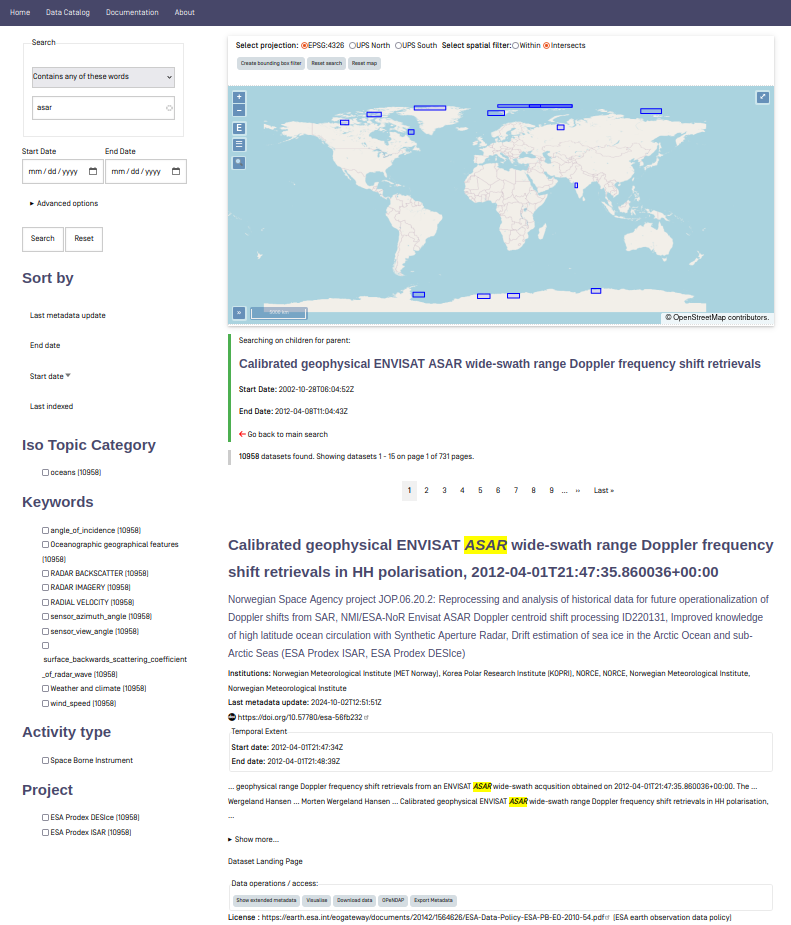 Home Data Catalog Documentation About
Search
Contains any of these words
asar
Start Date End Date
mm / dd / yyyy mm / dd / yyyy
▸ Advanced options
Search Reset
Sort by
Last metadata update
End date
Start date
Last indexed
Iso Topic Category
oceans (10958)
Keywords
angle_of_incidence (10958)
Oceanographic geographical features
(10958)
RADAR BACKSCATTER (10958)
RADAR IMAGERY (10958)
RADIAL VELOCITY (10958)
sensor_azimuth_angle (10958)
sensor_view_angle (10958)
surface_backwards_scattering_coefficient
_of_radar_wave (10958)
Weather and climate (10958)
wind_speed (10958)
Activity type
Space Borne Instrument
Project
ESA Prodex DESIce (10958)
ESA Prodex ISAR (10958)
Select projection: EPSG:4326 UPS North UPS South Select spatial filter: Within Intersects
Create bounding box filter Reset search Reset map
+
−
E
»
5000 km
© OpenStreetMap contributors.
Searching on children for parent:
Calibrated geophysical ENVISAT ASAR wide-swath range Doppler frequency shift retrievals
Start Date: 2002-10-28T06:04:52Z
End Date: 2012-04-08T11:04:43Z
← Go back to main search
10958 datasets found. Showing datasets 1 - 15 on page 1 of 731 pages.
1 2 3 4 5 6 7 8 9 … ›› Last »
Calibrated geophysical ENVISAT ASAR wide-swath range Doppler frequency
shift retrievals in HH polarisation, 2012-04-01T21:47:35.860036+00:00
Norwegian Space Agency project JOP.06.20.2: Reprocessing and analysis of historical data for future operationalization of
Doppler shifts from SAR, NMI/ESA-NoR Envisat ASAR Doppler centroid shift processing ID220131, Improved knowledge
of high latitude ocean circulation with Synthetic Aperture Radar, Drift estimation of sea ice in the Arctic Ocean and sub-
Arctic Seas (ESA Prodex ISAR, ESA Prodex DESIce)
Institutions: Norwegian Meteorological Institute (MET Norway), Korea Polar Research Institute (KOPRI), NORCE, NORCE, Norwegian Meteorological Institute,
Norwegian Meteorological Institute
Last metadata update: 2024-10-02T12:51:51Z
https://doi.org/10.57780/esa-56fb232
Temporal Extent
Start date: 2012-04-01T21:47:34Z
End date: 2012-04-01T21:48:39Z
... geophysical range Doppler frequency shift retrievals from an ENVISAT ASAR wide-swath acqusition obtained on 2012-04-01T21:47:35.860036+00:00. The ...
Wergeland Hansen ... Morten Wergeland Hansen ... Calibrated geophysical ENVISAT ASAR wide-swath range Doppler frequency shift retrievals in HH polarisation,
...
▸ Show more...
Dataset Landing Page
Data operations / access:
Show extended metadata Visualise Download data OPeNDAP Export Metadata
License : https://earth.esa.int/eogateway/documents/20142/1564626/ESA-Data-Policy-ESA-PB-EO-2010-54.pdf (ESA earth observation data policy)